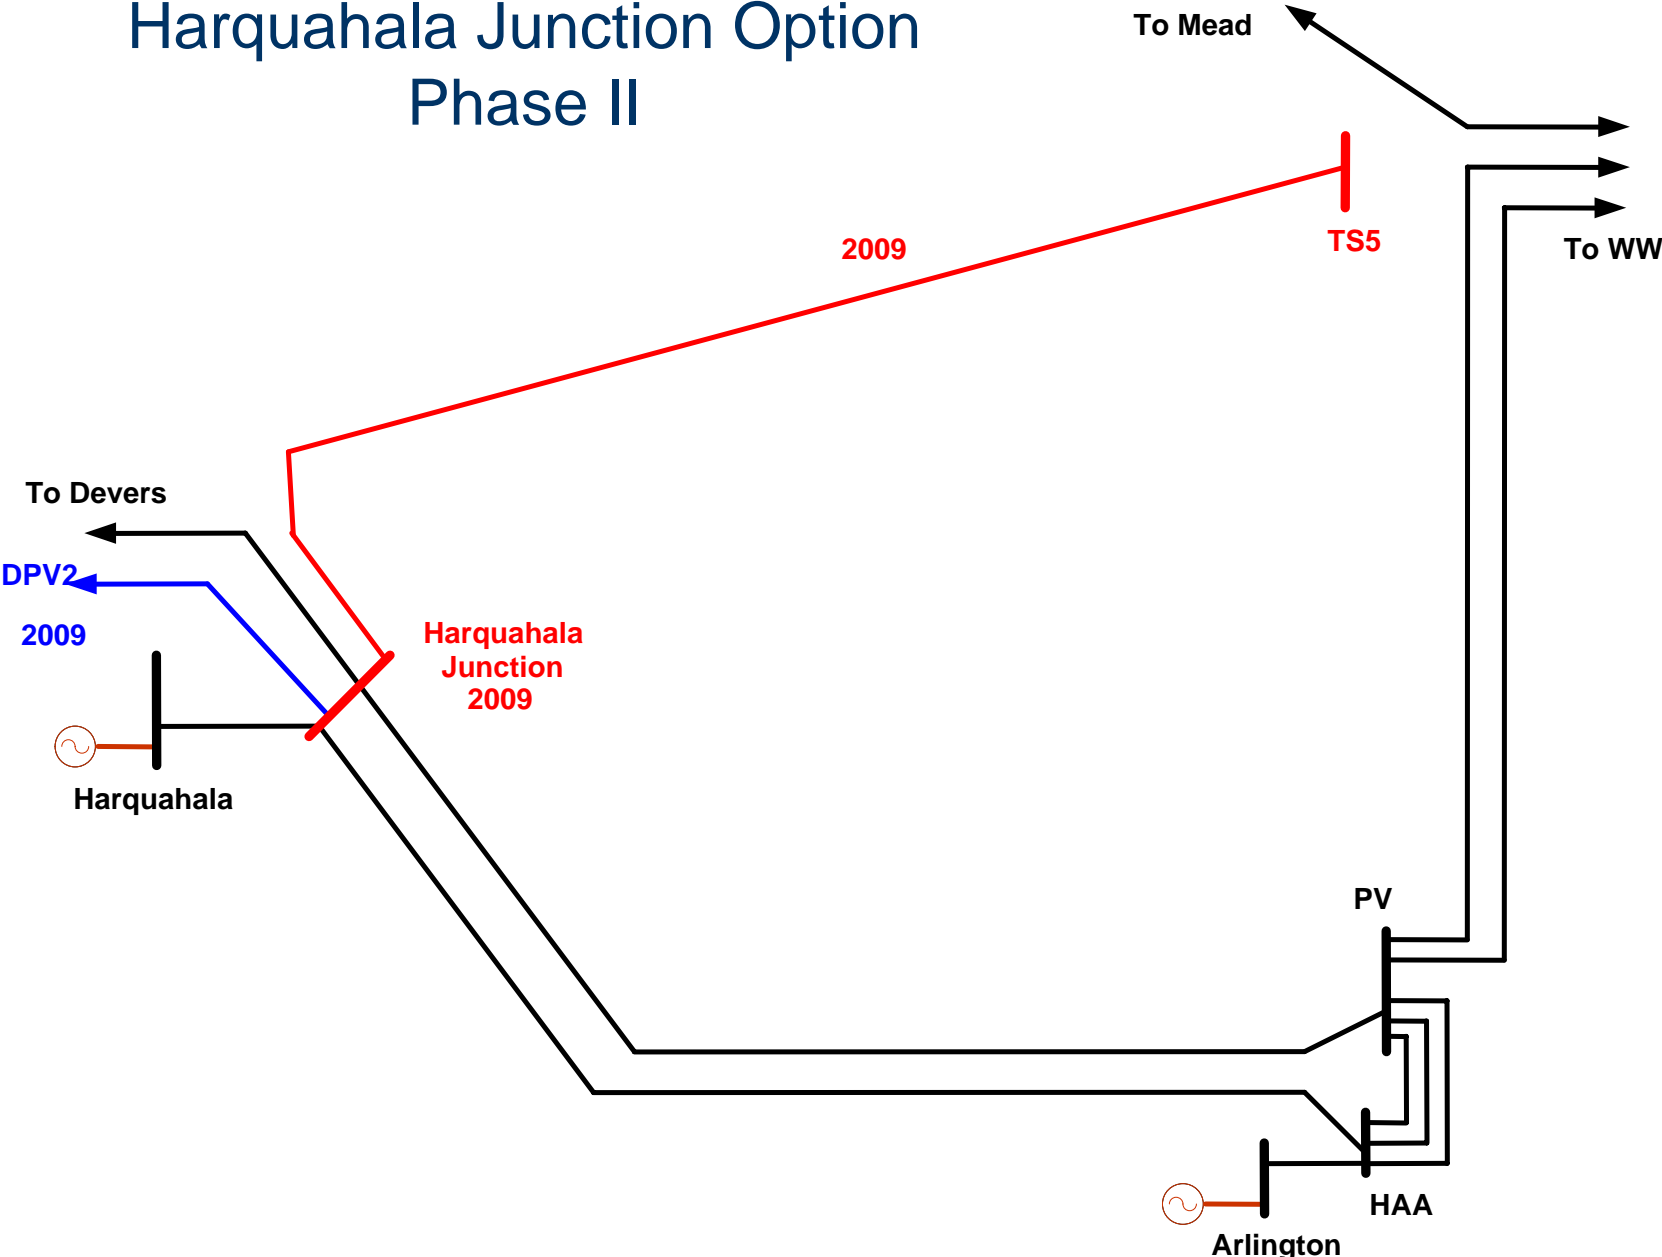 Harquahala Junction Option
Phase II
To Mead
TS5
2009
To WW
To Devers
DPV2
2009
Harquahala
Junction
2009
Harquahala
PV
HAA
Arlington